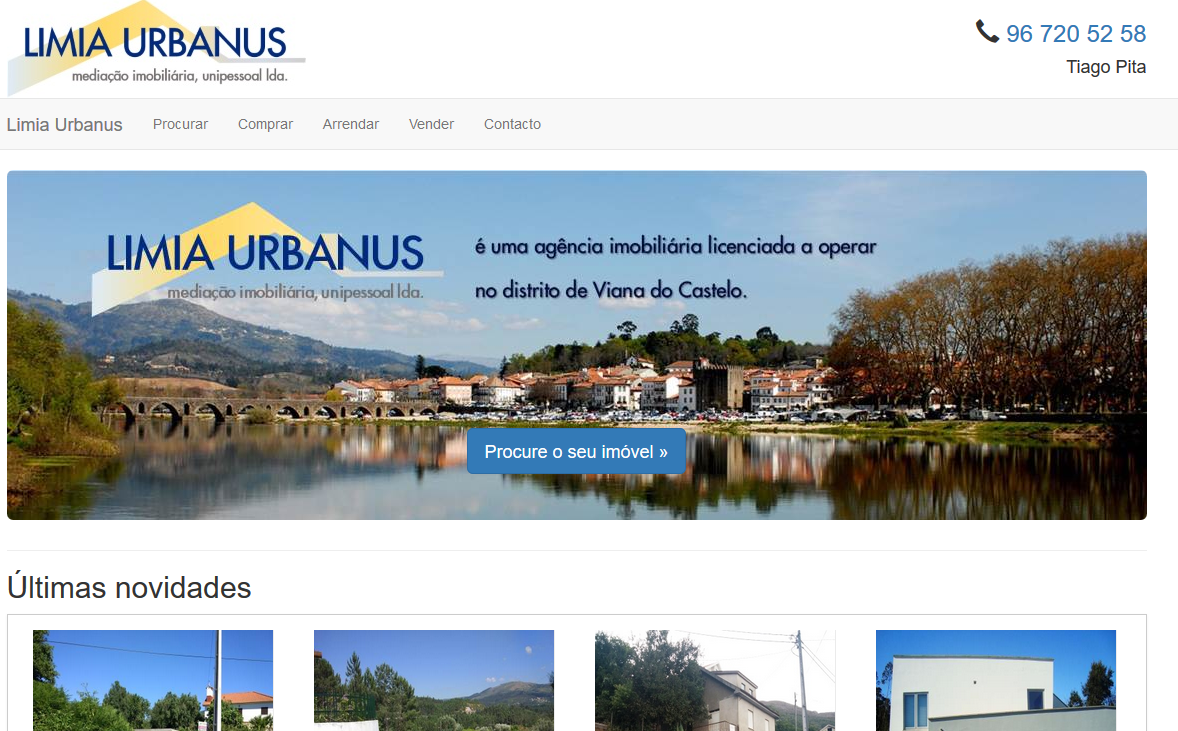 LIMIA URBANUS
mediação imobiliária, unipessoal lda.
96 720 52 58
Tiago Pita
Limia Urbanus
Procurar
Comprar
Arrendar
Vender
Contacto
LIMIA URBANUS
mediação imobiliária, unipessoal lda.
é uma agência imobiliária licenciada a operar
no distrito de Viana do Castelo.
Procure o seu imóvel »
Últimas novidades